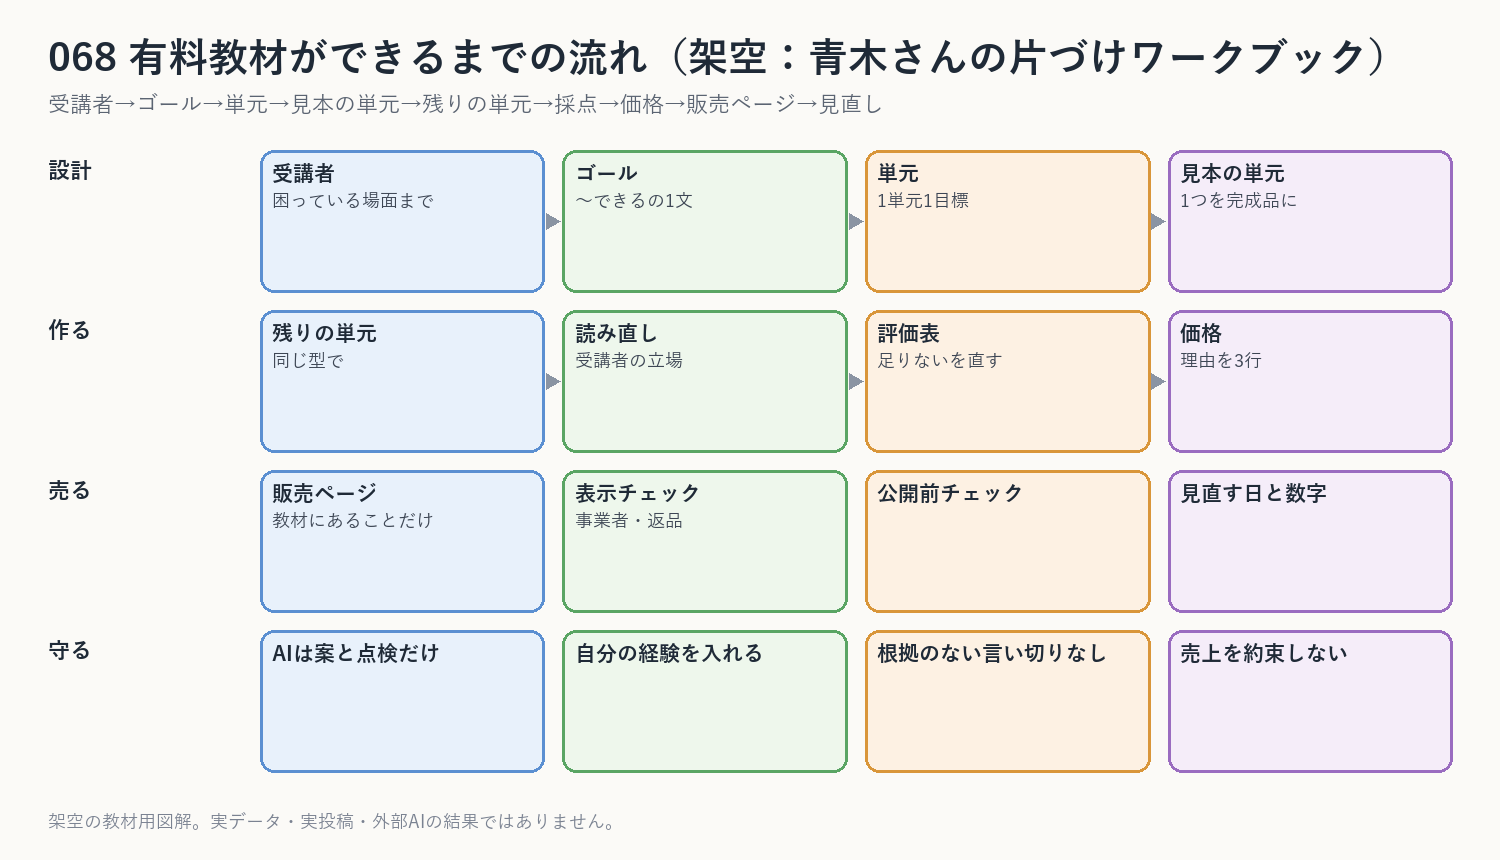 068 有料教材ができるまでの流れ（架空：青木さんの片づけワークブック）
受講者→ゴール→単元→見本の単元→残りの単元→採点→価格→販売ページ→見直し
設計
受講者
困っている場面まで
ゴール
～できるの1文
単元
1単元1目標
見本の単元
1つを完成品に
作る
残りの単元
同じ型で
読み直し
受講者の立場
評価表
足りないを直す
価格
理由を3行
売る
販売ページ
教材にあることだけ
表示チェック
事業者・返品
公開前チェック
見直す日と数字
守る
AIは案と点検だけ
自分の経験を入れる
根拠のない言い切りなし
売上を約束しない
架空の教材用図解。実データ・実投稿・外部AIの結果ではありません。